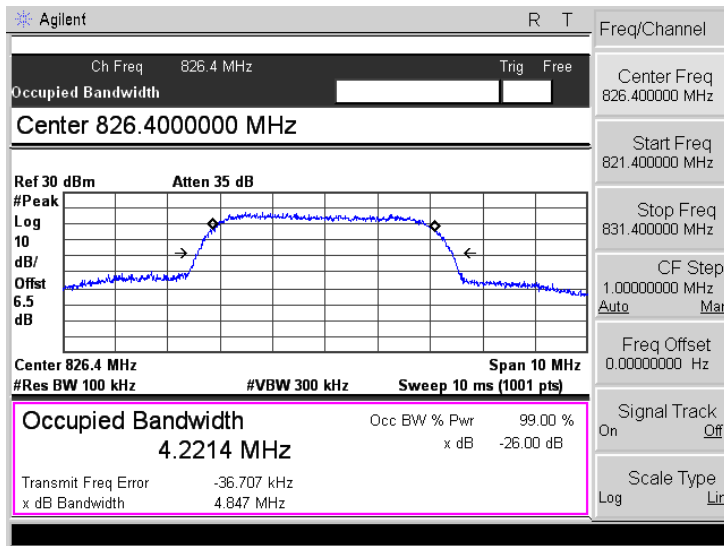 Agilent R T
Freq/Channel
Ch Freq 826.4 MHz Trig Free
Occupied Bandwidth
Center 826.4000000 MHz
Ref 30 dBm Atten 35 dB
#Peak
Log
10
dB/
Offst
6.5
dB
Center 826.4 MHz Span 10 MHz
#Res BW 100 kHz #VBW 300 kHz Sweep 10 ms (1001 pts)
Occupied Bandwidth Occ BW % Pwr 99.00 %
4.2214 MHz x dB -26.00 dB
Transmit Freq Error -36.707 kHz
x dB Bandwidth 4.847 MHz
Center Freq
826.400000 MHz
Start Freq
821.400000 MHz
Stop Freq
831.400000 MHz
CF Step
1.00000000 MHz
Auto Man
Freq Offset
0.00000000 Hz
Signal Track
On Off
Scale Type
Log Lin